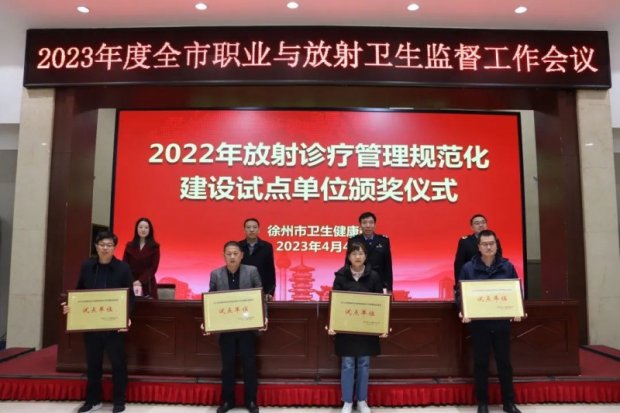 2023年度全市职业与放射卫生监督工作会议
2022年放射诊疗管理规范化
建设试点单位颁奖仪式
徐州市卫生健康
2023年4月4
试点单位
试点单位
试点单位
试点单位